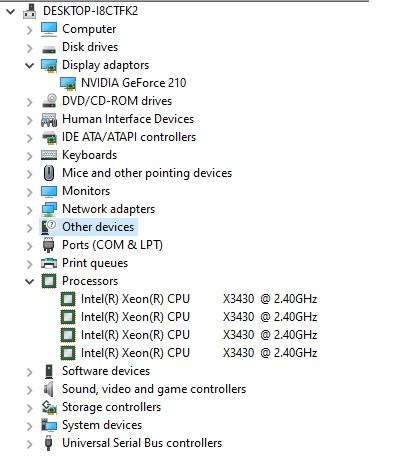 DESKTOP-I8CTFK2
Computer
Disk drives
Display adaptors
NVIDIA GeForce 210
DVD/CD-ROM drives
Human Interface Devices
IDE ATA/ATAPI controllers
Keyboards
Mice and other pointing devices
Monitors
Network adapters
Other devices
Ports (COM & LPT)
Print queues
Processors
Intel(R) Xeon(R) CPU X3430 @ 2.40GHz
Intel(R) Xeon(R) CPU X3430 @ 2.40GHz
Intel(R) Xeon(R) CPU X3430 @ 2.40GHz
Intel(R) Xeon(R) CPU X3430 @ 2.40GHz
Software devices
Sound, video and game controllers
Storage controllers
System devices
Universal Serial Bus controllers